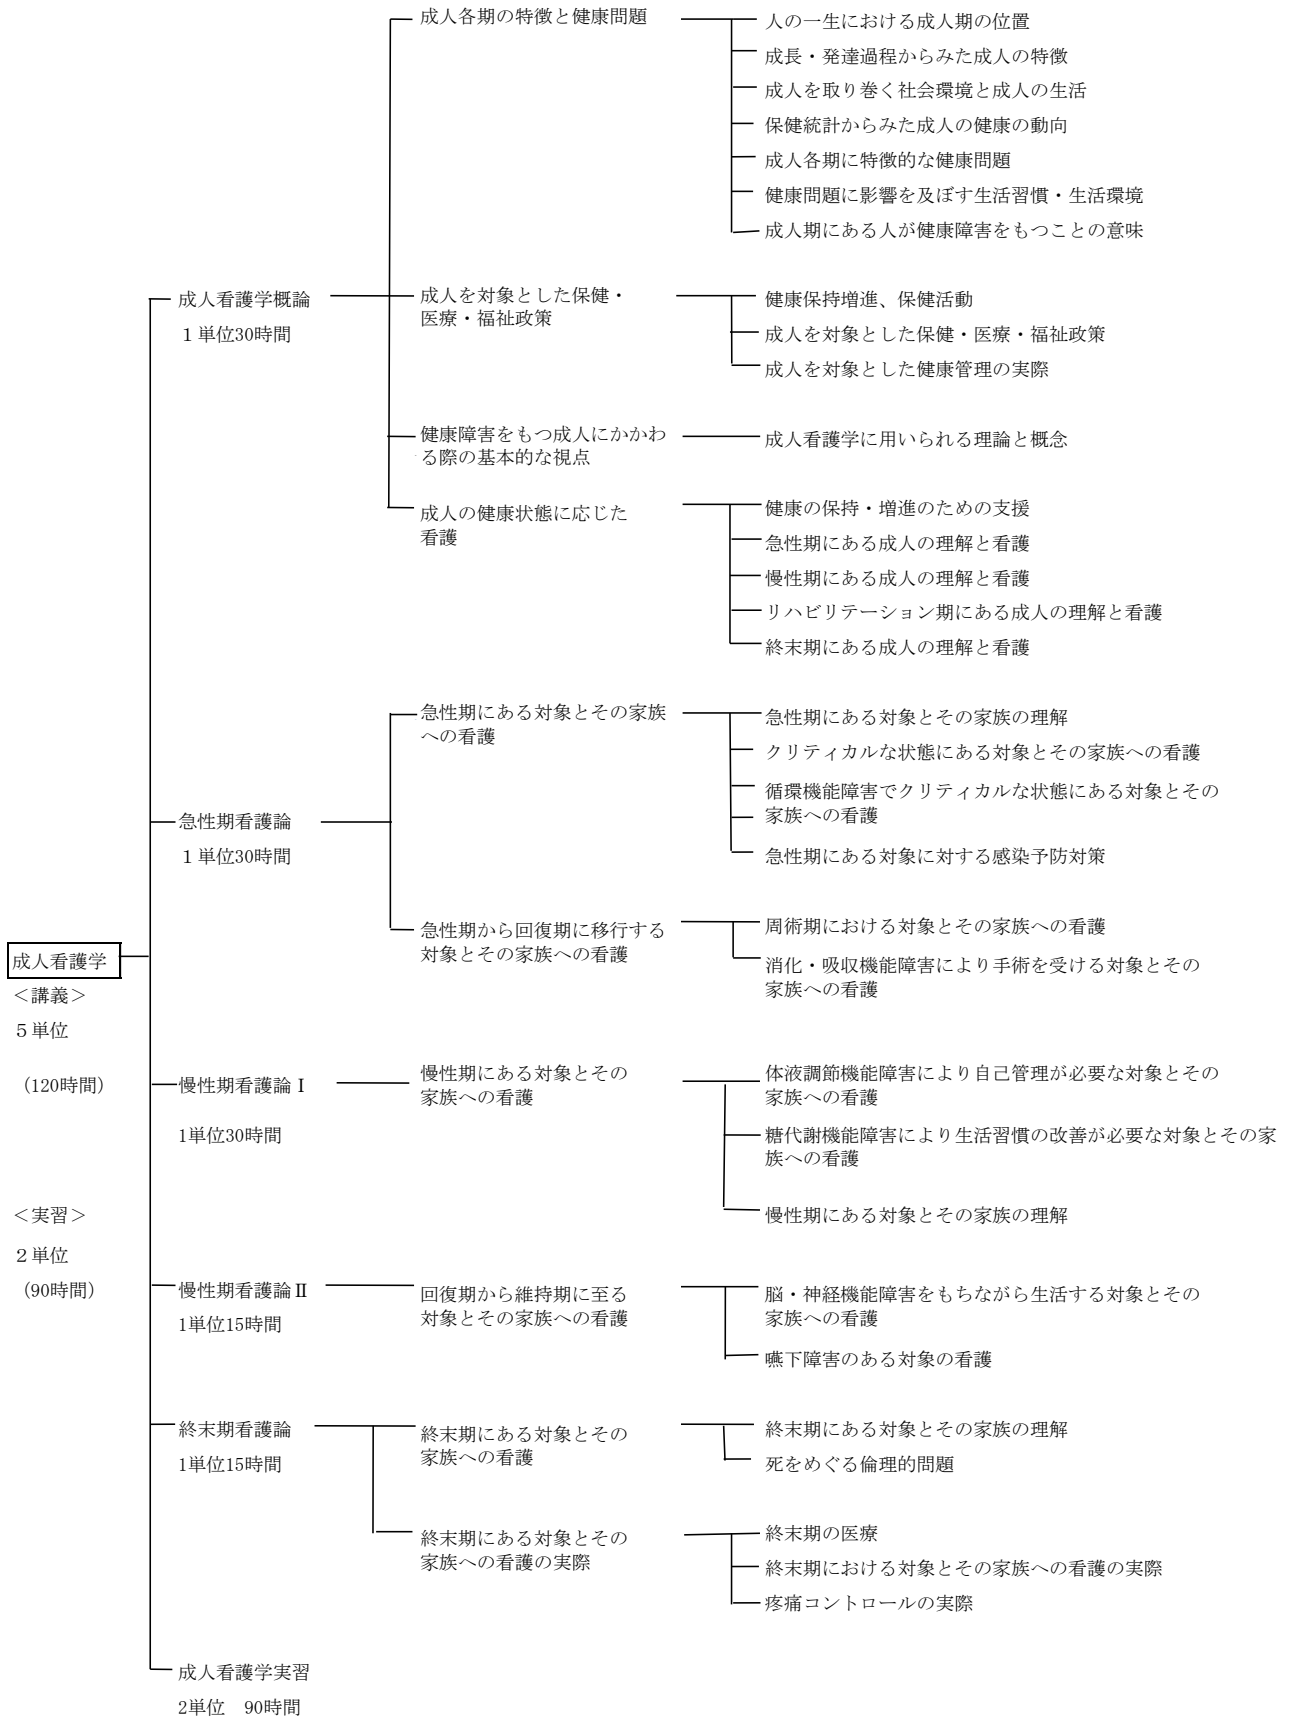 成人看護学
＜講義＞
５単位
（120時間）
＜実習＞
２単位
（90時間）
成人看護学概論
１単位30時間
成人各期の特徴と健康問題
人の一生における成人期の位置
成長・発達過程からみた成人の特徴
成人を取り巻く社会環境と成人の生活
保健統計からみた成人の健康の動向
成人各期に特徴的な健康問題
健康問題に影響を及ぼす生活習慣・生活環境
成人期にある人が健康障害をもつことの意味
成人を対象とした保健・
医療・福祉政策
健康保持増進、保健活動
成人を対象とした保健・医療・福祉政策
成人を対象とした健康管理の実際
健康障害をもつ成人にかかわ
る際の基本的な視点
成人看護学に用いられる理論と概念
成人の健康状態に応じた
看護
健康の保持・増進のための支援
急性期にある成人の理解と看護
慢性期にある成人の理解と看護
リハビリテーション期にある成人の理解と看護
終末期にある成人の理解と看護
急性期看護論
１単位30時間
急性期にある対象とその家族
への看護
急性期にある対象とその家族の理解
クリティカルな状態にある対象とその家族への看護
循環機能障害でクリティカルな状態にある対象とその
家族への看護
急性期にある対象に対する感染予防対策
急性期から回復期に移行する
対象とその家族への看護
周術期における対象とその家族への看護
消化・吸収機能障害により手術を受ける対象とその
家族への看護
慢性期看護論Ⅰ
1単位30時間
慢性期にある対象とその
家族への看護
体液調節機能障害により自己管理が必要な対象とその
家族への看護
糖代謝機能障害により生活習慣の改善が必要な対象とその家
族への看護
慢性期にある対象とその家族の理解
慢性期看護論Ⅱ
1単位15時間
回復期から維持期に至る
対象とその家族への看護
脳・神経機能障害をもちながら生活する対象とその
家族への看護
嚥下障害のある対象の看護
終末期看護論
1単位15時間
終末期にある対象とその
家族への看護
終末期にある対象とその家族の理解
死をめぐる倫理的問題
終末期にある対象とその
家族への看護の実際
終末期の医療
終末期における対象とその家族への看護の実際
疼痛コントロールの実際
成人看護学実習
2単位　90時間